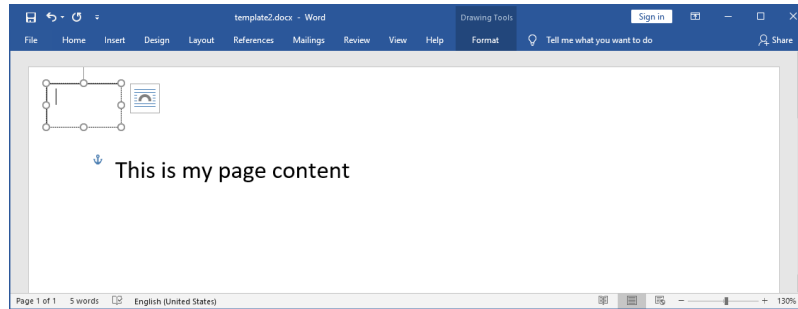 template2.docx - Word
Drawing Tools
Sign in
File Home Insert Design Layout References Mailings Review View Help Format Tell me what you want to do Share
This is my page content
Page 1 of 1 5 words English (United States) 130%